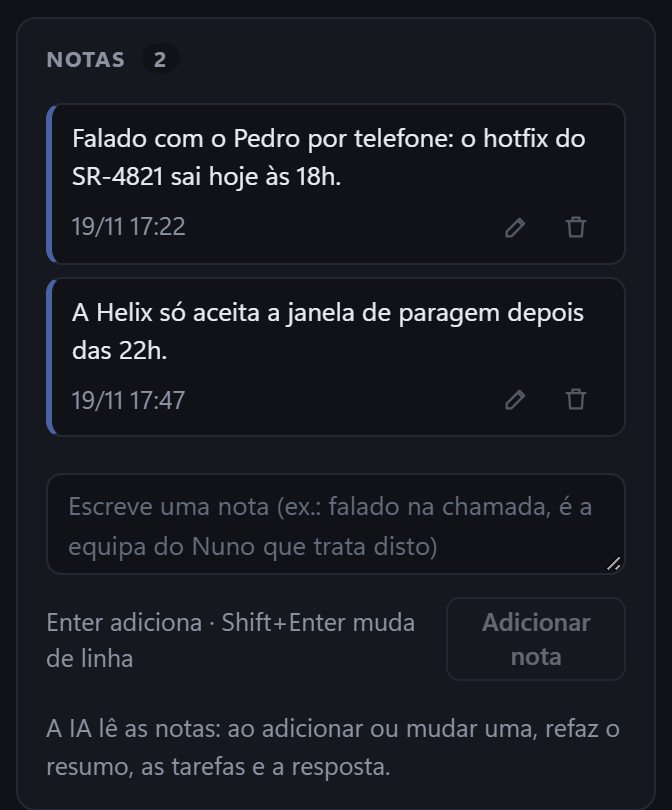 NOTAS 2
Falado com o Pedro por telefone: o hotfix do
SR-4821 sai hoje às 18h.
19/11 17:22
A Helix só aceita a janela de paragem depois
das 22h.
19/11 17:47
Escreve uma nota (ex.: falado na chamada, é a
equipa do Nuno que trata disto)
Enter adiciona · Shift+Enter muda
de linha
Adicionar
nota
A IA lê as notas: ao adicionar ou mudar uma, refaz o
resumo, as tarefas e a resposta.